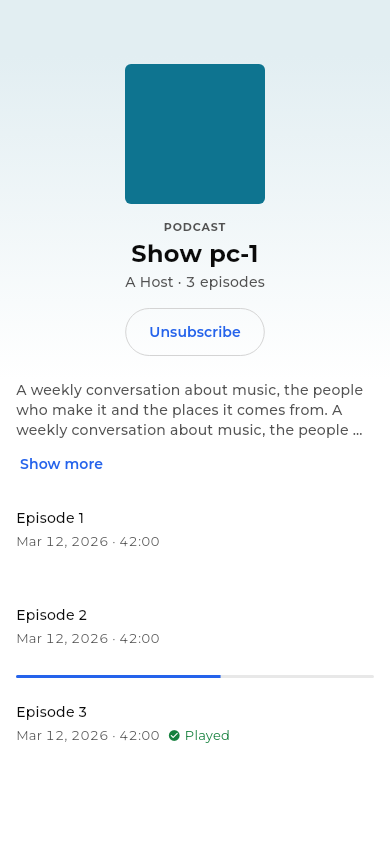 PODCAST
Show pc-1
A Host · 3 episodes
Unsubscribe
A weekly conversation about music, the people
who make it and the places it comes from. A
weekly conversation about music, the people ...
Show more
Episode 1
Mar 12, 2026 · 42:00
Episode 2
Mar 12, 2026 · 42:00
Episode 3
Mar 12, 2026 · 42:00 Played